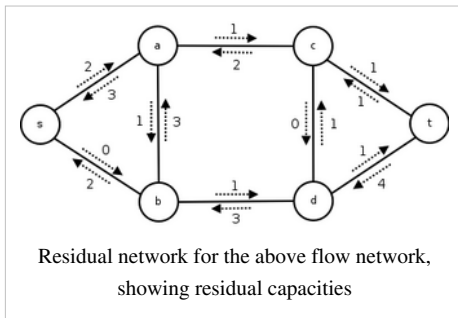 1
a
c
2
2
1
3
1
s
1
3
0
1
t
0
1
1
2
b
3
d
4
Residual network for the above flow network,
showing residual capacities